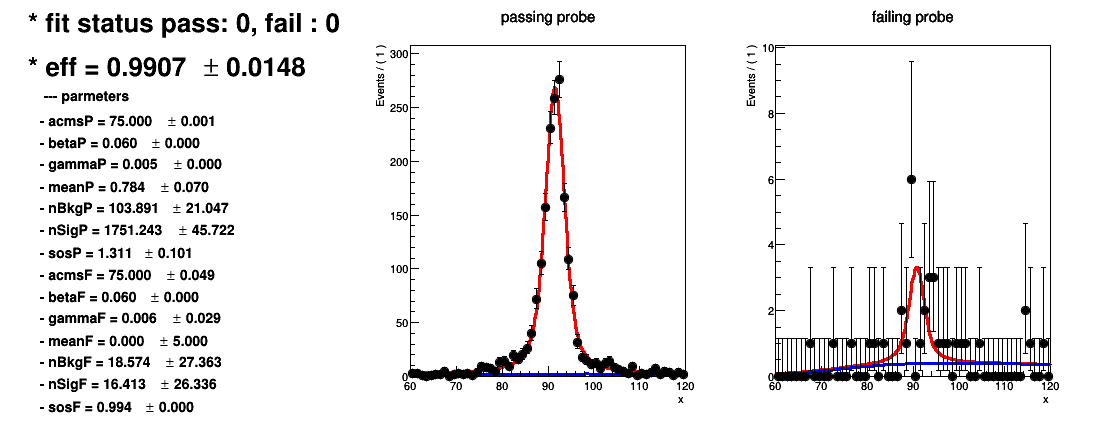 * fit status pass: 0, fail : 0
* eff = 0.9907 ± 0.0148
--- parmeters
- acmsP = 75.000 ± 0.001
- betaP = 0.060 ± 0.000
- gammaP = 0.005 ± 0.000
- meanP = 0.784 ± 0.070
- nBkgP = 103.891 ± 21.047
- nSigP = 1751.243 ± 45.722
- sosP = 1.311 ± 0.101
- acmsF = 75.000 ± 0.049
- betaF = 0.060 ± 0.000
- gammaF = 0.006 ± 0.029
- meanF = 0.000 ± 5.000
- nBkgF = 18.574 ± 27.363
- nSigF = 16.413 ± 26.336
- sosF = 0.994 ± 0.000
passing probe
Events / ( 1 )
300
250
200
150
100
50
0
60 70 80 90 100 110 120
x
failing probe
Events / ( 1 )
10
8
6
4
2
0
60 70 80 90 100 110 120
x